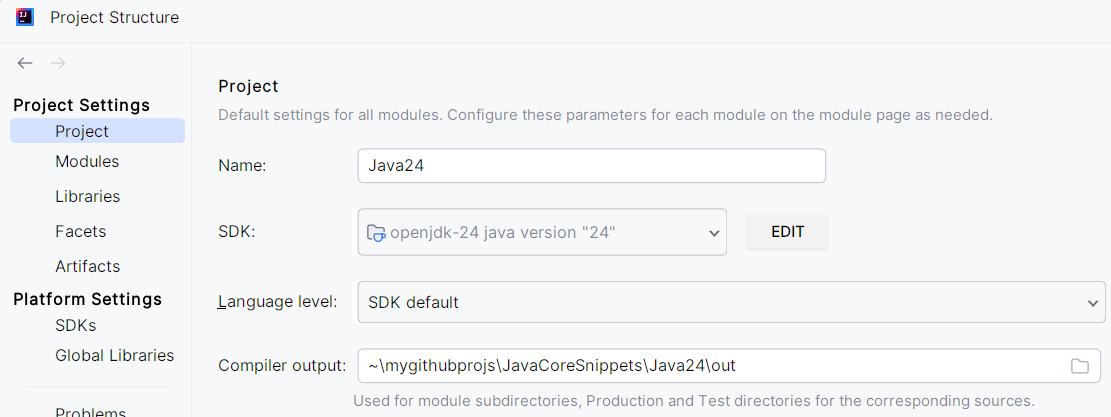 Project Structure
Project Settings
Project
Modules
Libraries
Facets
Artifacts
Platform Settings
SDKs
Global Libraries
Problems
Project
Default settings for all modules. Configure these parameters for each module on the module page as needed.
Name: Java24
SDK: openjdk-24 java version "24" EDIT
Language level: SDK default
Compiler output: ~\mygithubprojs\JavaCoreSnippets\Java24\out
Used for module subdirectories, Production and Test directories for the corresponding sources.